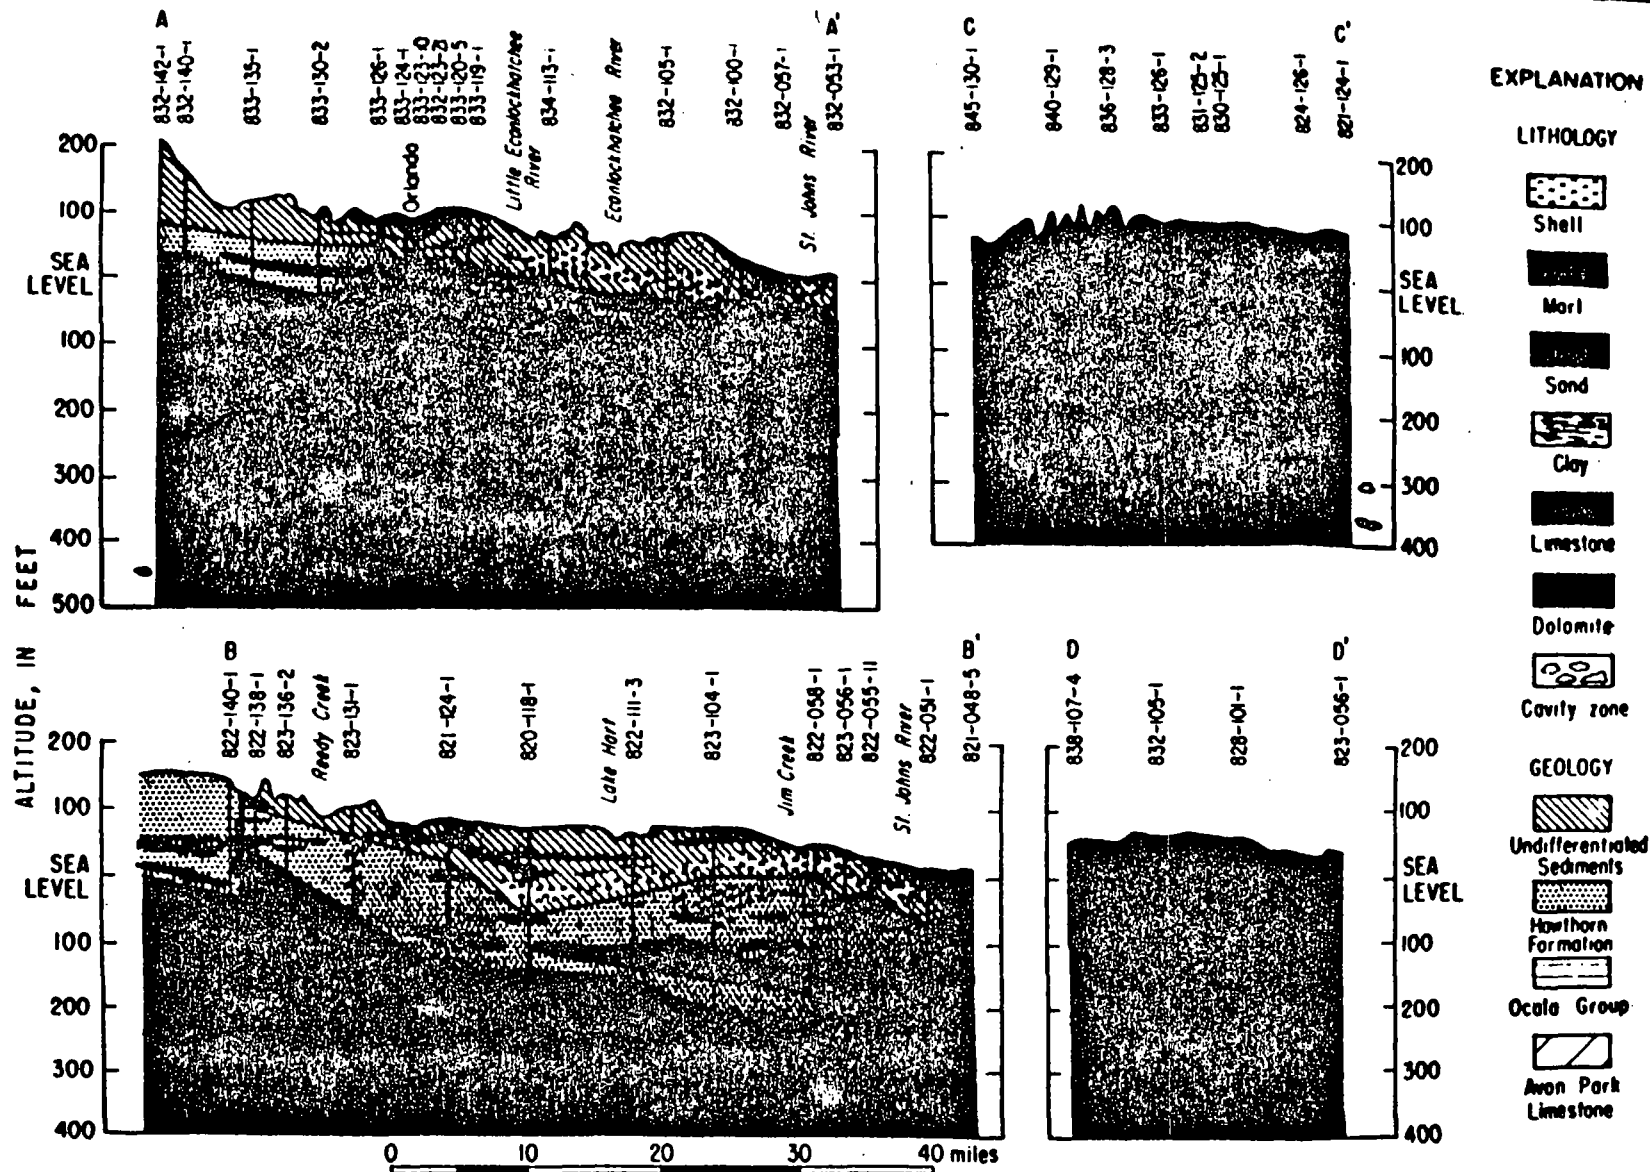 A
832-142-1
832-140-1
833-135-1
833-130-2
833-126-1
833-124-1
833-123-10
832-123-21
833-120-5
833-119-1
Little Econlockhatchee
River
834-113-1
Econlockhatchee River
832-105-1
832-100-1
832-057-1
St. Johns River
A'
832-053-1
Orlando
200
100
SEA
LEVEL
100
200
300
400
500
C
845-130-1
840-129-1
836-128-3
833-126-1
831-125-2
830-125-1
824-126-1
C'
821-124-1
200
100
SEA
LEVEL
100
200
300
400
ALTITUDE, IN FEET
B
822-140-1
822-138-1
823-136-2
Reedy Creek
823-131-1
821-124-1
820-118-1
Lake Hart
822-111-3
823-104-1
Jim Creek
822-058-1
823-056-1
822-055-11
St. Johns River
822-051-1
B'
821-048-5
200
100
SEA
LEVEL
100
200
300
400
D
838-107-4
832-105-1
828-101-1
D'
823-056-1
200
100
SEA
LEVEL
100
200
300
400
0 10 20 30 40 miles
EXPLANATION
LITHOLOGY
Shell
Marl
Sand
Clay
Limestone
Dolomite
Cavity zone
GEOLOGY
Undifferentiated
Sediments
Hawthorn
Formation
Ocala Group
Avon Park
Limestone